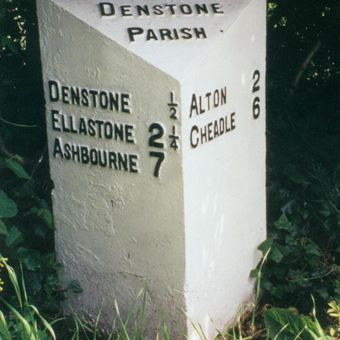 DENSTONE
PARISH
DENSTONE ½
ELLASTONE 2¼
ASHBOURNE 7
ALTON 2
CHEADLE 6